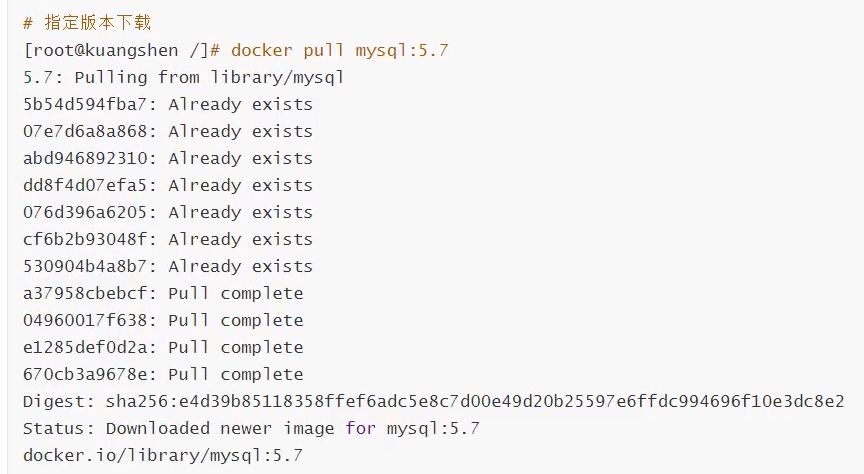 # 指定版本下载
[root@kuangshen /]# docker pull mysql:5.7
5.7: Pulling from library/mysql
5b54d594fba7: Already exists
07e7d6a8a868: Already exists
abd946892310: Already exists
dd8f4d07efa5: Already exists
076d396a6205: Already exists
cf6b2b93048f: Already exists
530904b4a8b7: Already exists
a37958cbebcf: Pull complete
04960017f638: Pull complete
e1285def0d2a: Pull complete
670cb3a9678e: Pull complete
Digest: sha256:e4d39b85118358ffef6adc5e8c7d00e49d20b25597e6ffdc994696f10e3dc8e2
Status: Downloaded newer image for mysql:5.7
docker.io/library/mysql:5.7